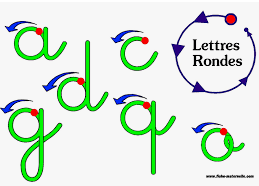 a c
Lettres
Rondes
d
g q o
www.fiche-maternelle.com